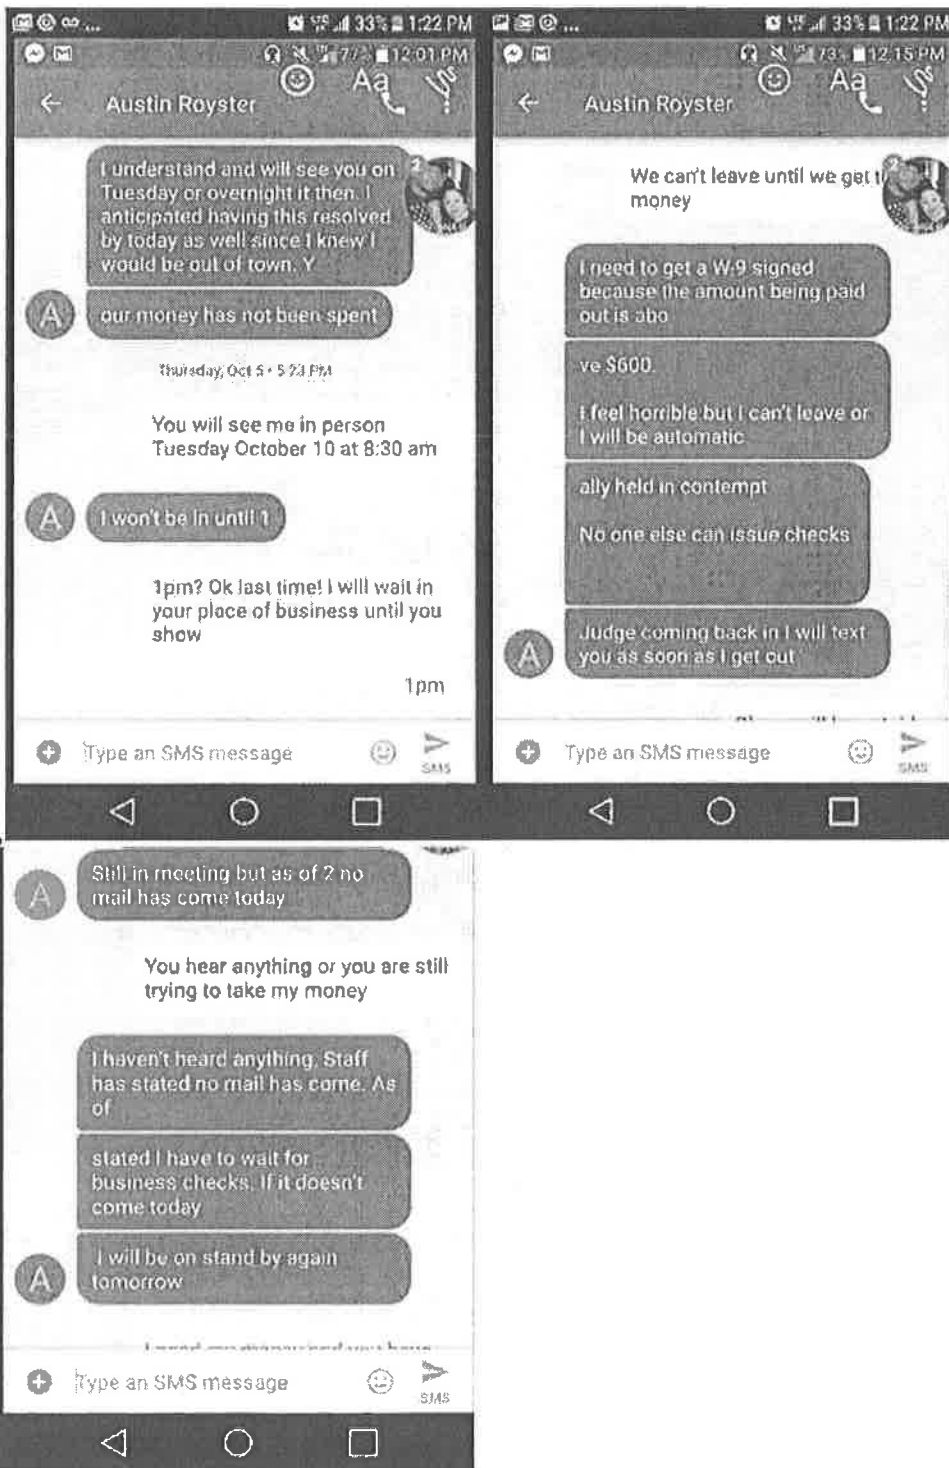 33% 1:22 PM
77% 12:01 PM
Aa
Austin Royster
I understand and will see you on
Tuesday or overnight it then. I
anticipated having this resolved
by today as well since I knew I
would be out of town. Y
A
our money has not been spent
Thursday, Oct 5 • 5:23 PM
You will see me in person
Tuesday October 10 at 8:30 am
A
I won't be in until 1
1pm? Ok last time! I will wait in
your place of business until you
show
1pm
Type an SMS message
SMS
33% 1:22 PM
73% 12:15 PM
Aa
Austin Royster
2
We can't leave until we get
money
I need to get a W-9 signed
because the amount being paid
out is abo
ve $600.
I feel horrible but I can't leave or
I will be automatic
ally held in contempt
No one else can issue checks
A
Judge coming back in I will text
you as soon as I get out
Type an SMS message
SMS
A
Still in meeting but as of 2 no
mail has come today
You hear anything or you are still
trying to take my money
I haven't heard anything. Staff
has stated no mail has come. As
of
stated I have to wait for
business checks. If it doesn't
come today
A
I will be on stand by again
tomorrow
I need my money and you have
Type an SMS message
SMS